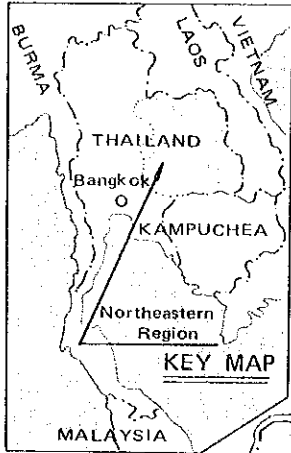 BURMA
LAOS
VIETNAM
THAILAND
Bangkok
KAMPUCHEA
Northeastern
Region
KEY MAP
MALAYSIA